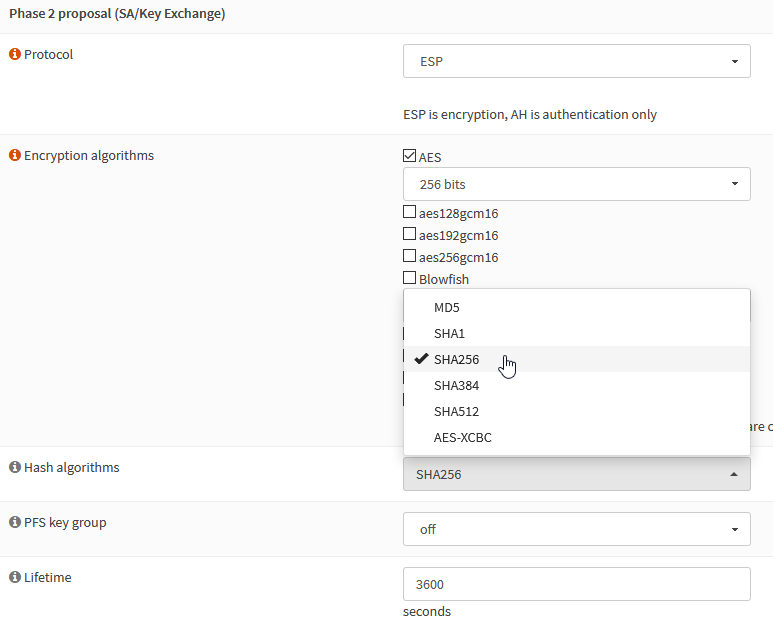 Phase 2 proposal (SA/Key Exchange)
Protocol
ESP
ESP is encryption, AH is authentication only
Encryption algorithms
AES
256 bits
aes128gcm16
aes192gcm16
aes256gcm16
Blowfish
MD5
SHA1
SHA256
SHA384
SHA512
AES-XCBC
are
Hash algorithms
SHA256
PFS key group
off
Lifetime
3600
seconds